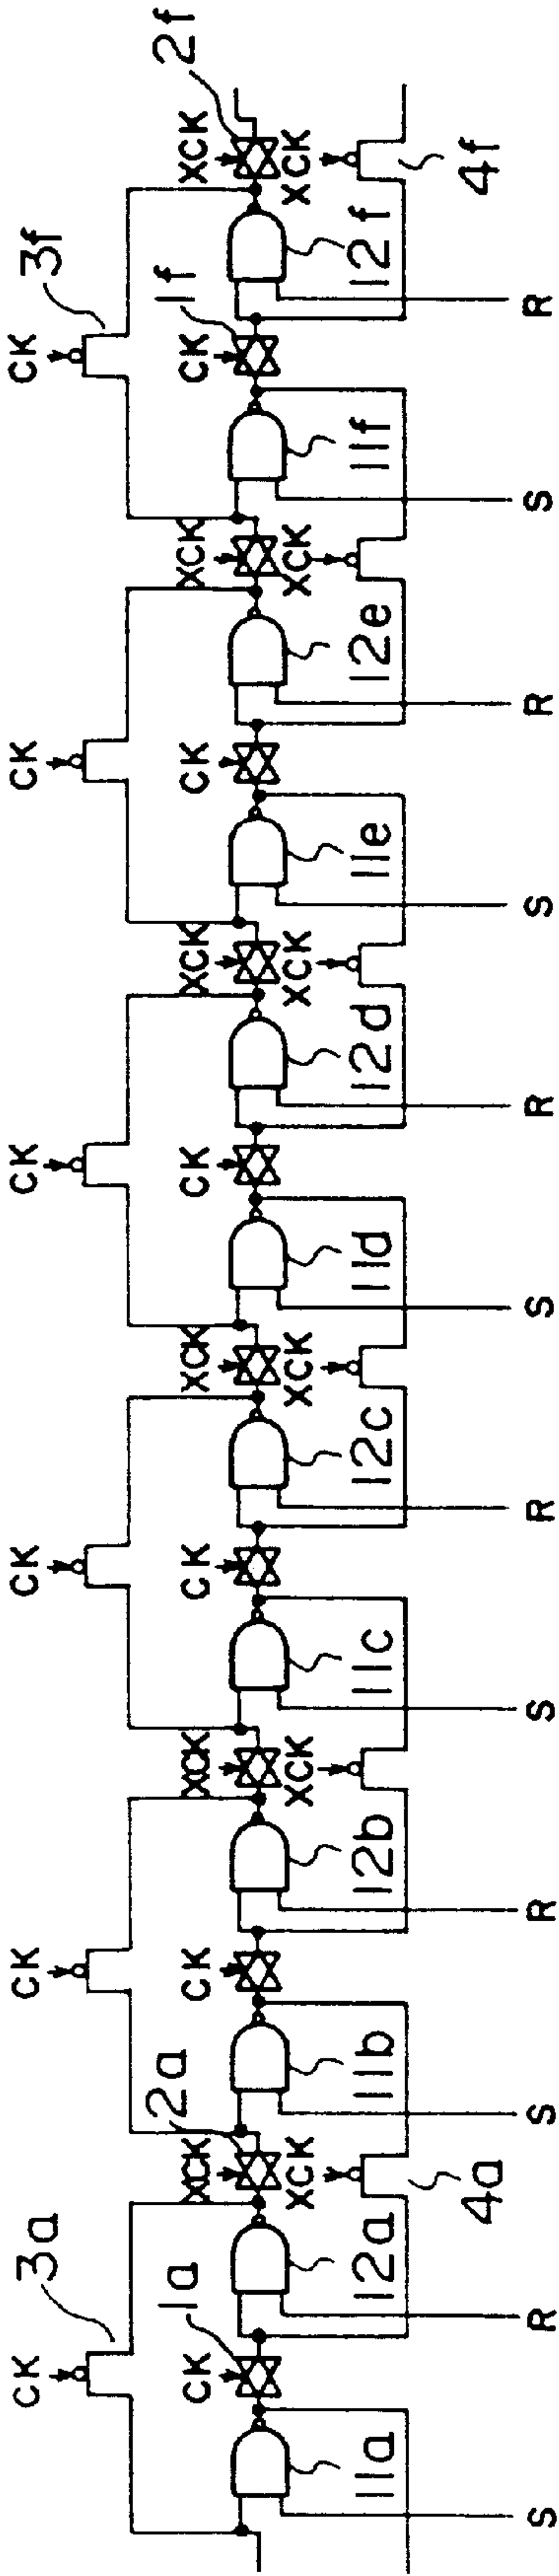 3a 3f
CK CK CK CK CK CK
1a 2a 1f 2f
CK XCK CK XCK CK XCK CK XCK CK XCK CK XCK
XCK XCK XCK XCK XCK XCK
11a 12a 11b 12b 11c 12c 11d 12d 11e 12e 11f 12f
4a 4f
S R S R S R S R S R S R